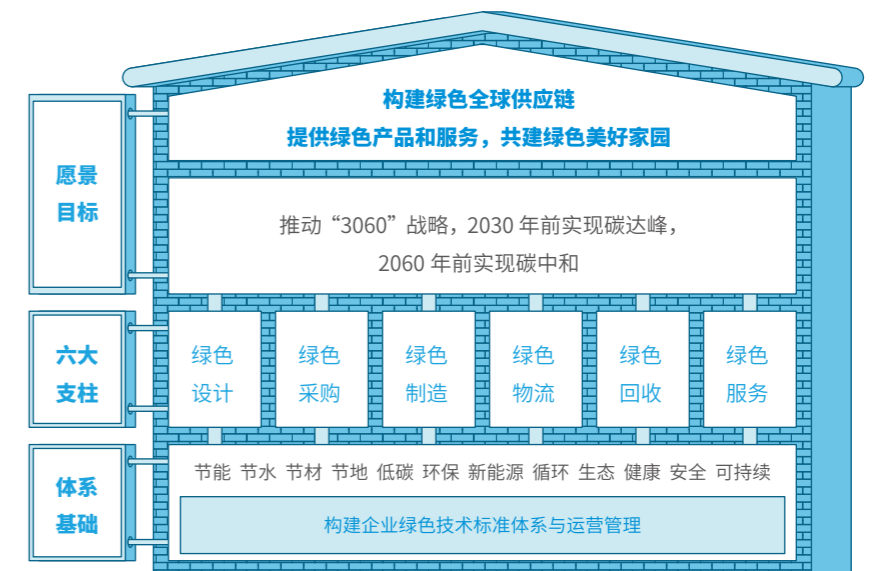 构建绿色全球供应链
提供绿色产品和服务，共建绿色美好家园
愿景
目标
推动“3060”战略，2030 年前实现碳达峰，
2060 年前实现碳中和
六大
支柱
绿色
设计
绿色
采购
绿色
制造
绿色
物流
绿色
回收
绿色
服务
体系
基础
节能 节水 节材 节地 低碳 环保 新能源 循环 生态 健康 安全 可持续
构建企业绿色技术标准体系与运营管理